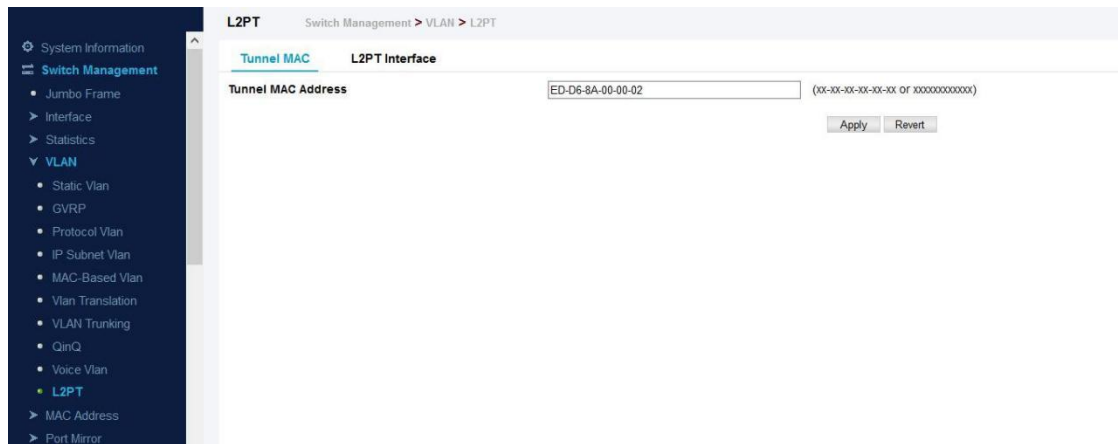 L2PT Switch Management > VLAN > L2PT
System Information
Switch Management
Jumbo Frame
Interface
Statistics
VLAN
Static Vlan
GVRP
Protocol Vlan
IP Subnet Vlan
MAC-Based Vlan
Vlan Translation
VLAN Trunking
QinQ
Voice Vlan
L2PT
MAC Address
Port Mirror
Tunnel MAC L2PT Interface
Tunnel MAC Address ED-D6-8A-00-00-02 (xx-xx-xx-xx-xx-xx or xxxxxxxxxxxx)
Apply Revert